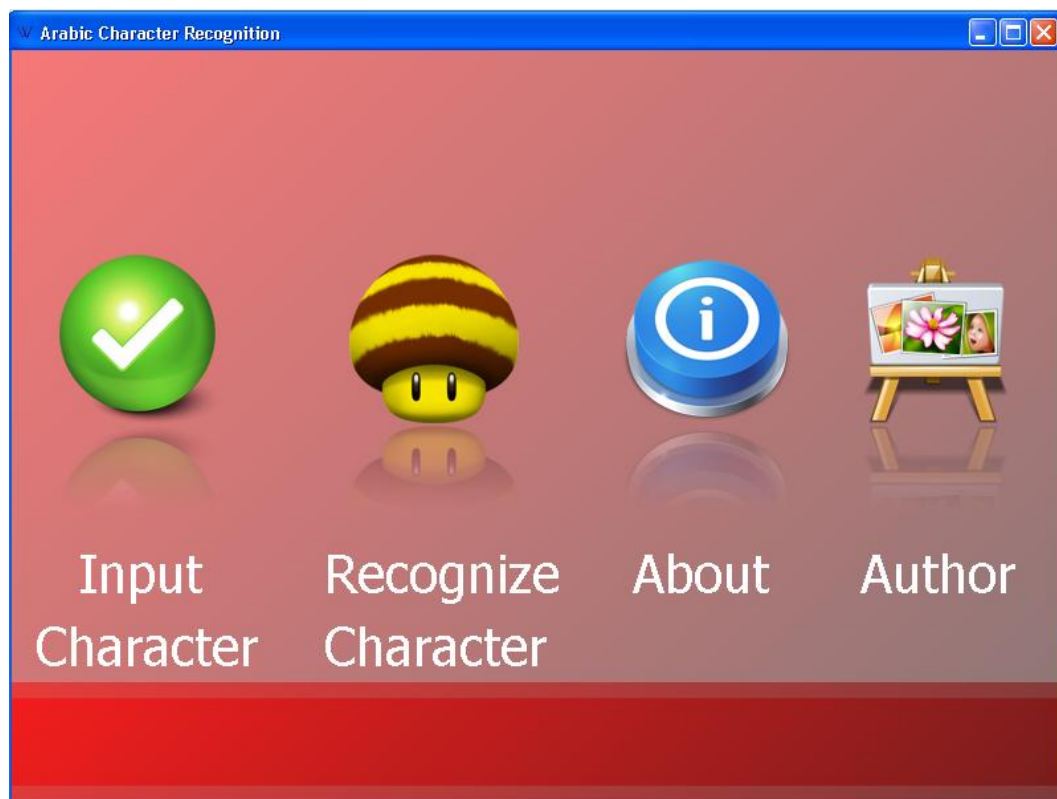 Arabic Character Recognition
Input
Character
Recognize
Character
About
Author